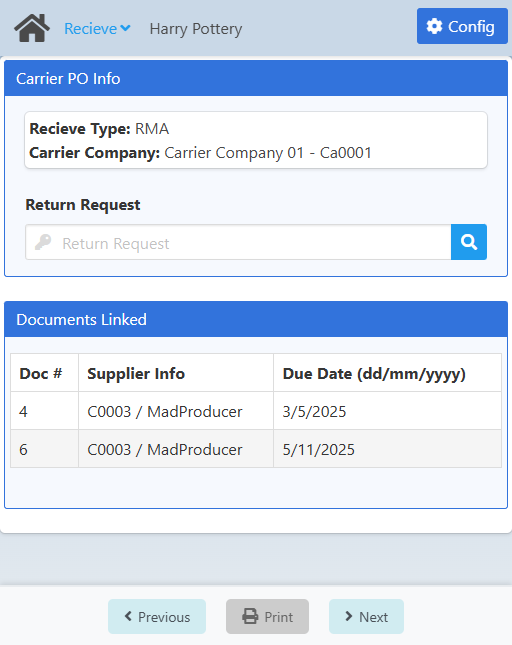 Recieve Harry Pottery Config
Carrier PO Info
Recieve Type: RMA
Carrier Company: Carrier Company 01 - Ca0001
Return Request
Return Request
Documents Linked
Doc # Supplier Info Due Date (dd/mm/yyyy)
4 C0003 / MadProducer 3/5/2025
6 C0003 / MadProducer 5/11/2025
Previous Print Next